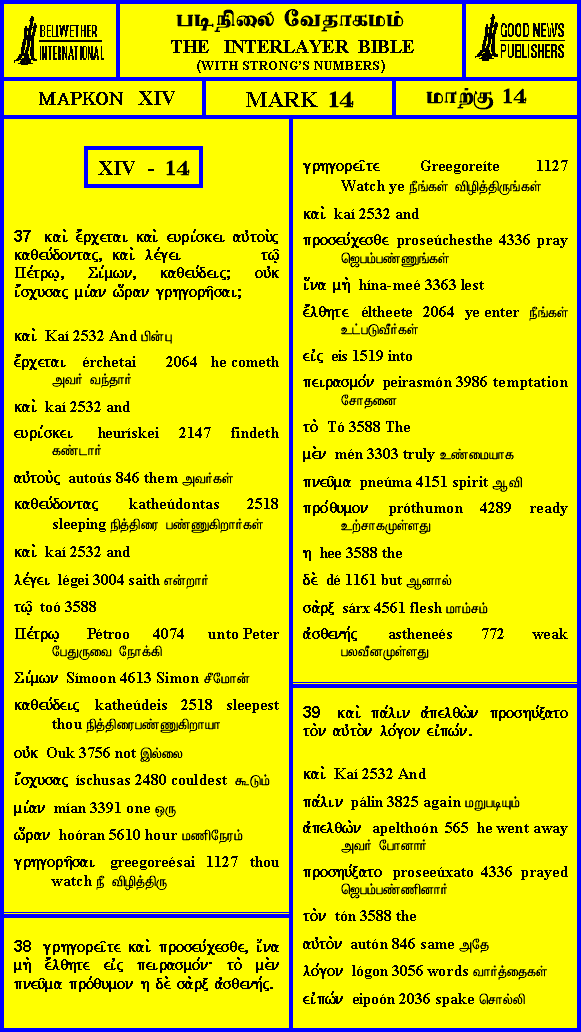 BELIWETHER
INTERNATIONAL
படிநிலை வேதாகமம்
THE INTERLAYER BIBLE
(WITH STRONG'S NUMBERS)
GOOD NEWS
PUBLISHERS
ΜΑΡΚΟΝ XIV
MARK 14
மாற்கு 14
XIV - 14
37 καὶ ἔρχεται καὶ ευρίσκει αὐτοὺς
καθεύδοντας, καὶ λέγει τῷ
Πέτρῳ, Σίμων, καθεύδεις; οὐκ
ἴσχυσας μίαν ὥραν γρηγορῆσαι;
καὶ Kaí 2532 And பின்பு
ἔρχεται érchetai 2064 he cometh
அவர் வந்தார்
καὶ kaí 2532 and
ευρίσκει heurískei 2147 findeth
கண்டார்
αὐτοὺς autoús 846 them அவர்கள்
καθεύδοντας katheúdontas 2518
sleeping நித்திரை பண்ணுகிறார்கள்
καὶ kaí 2532 and
λέγει légei 3004 saith என்றார்
τῷ toó 3588
Πέτρῳ Pétroo 4074 unto Peter
பேதுருவை நோக்கி
Σίμων Símoon 4613 Simon சீமோன்
καθεύδεις katheúdeis 2518 sleepest
thou நித்திரைபண்ணுகிறாயா
οὐκ Ouk 3756 not இல்லை
ἴσχυσας íschusas 2480 couldest கூடும்
μίαν mían 3391 one ஒரு
ὥραν hoóran 5610 hour மணிநேரம்
γρηγορῆσαι greegoreésai 1127 thou
watch நீ விழித்திரு
38 γρηγορεῖτε καὶ προσεύχεσθε, ἵνα
μὴ ἔλθητε εἰς πειρασμόν· τὸ μὲν
πνεῦμα πρόθυμον η δὲ σὰρξ ἀσθενής.
γρηγορεῖτε Greegoreíte 1127
Watch ye நீங்கள் விழித்திருங்கள்
καὶ kaí 2532 and
προσεύχεσθε proseúchesthe 4336 pray
ஜெபம்பண்ணுங்கள்
ἵνα μὴ hína-meé 3363 lest
ἔλθητε éltheete 2064 ye enter நீங்கள்
உட்படுவீர்கள்
εἰς eis 1519 into
πειρασμόν peirasmón 3986 temptation
சோதனை
τὸ Tó 3588 The
μὲν mén 3303 truly உண்மையாக
πνεῦμα pneúma 4151 spirit ஆவி
πρόθυμον próthumon 4289 ready
உற்சாகமுள்ளது
η hee 3588 the
δὲ dé 1161 but ஆனால்
σὰρξ sárx 4561 flesh மாம்சம்
ἀσθενής astheneés 772 weak
பலவீனமுள்ளது
39 καὶ πάλιν ἀπελθὼν προσηύξατο
τὸν αὐτὸν λόγον εἰπών.
καὶ Kaí 2532 And
πάλιν pálin 3825 again மறுபடியும்
ἀπελθὼν apelthoón 565 he went away
அவர் போனார்
προσηύξατο proseeúxato 4336 prayed
ஜெபம்பண்ணினார்
τὸν tón 3588 the
αὐτὸν autón 846 same அதே
λόγον lógon 3056 words வார்த்தைகள்
εἰπών eipoón 2036 spake சொல்லி